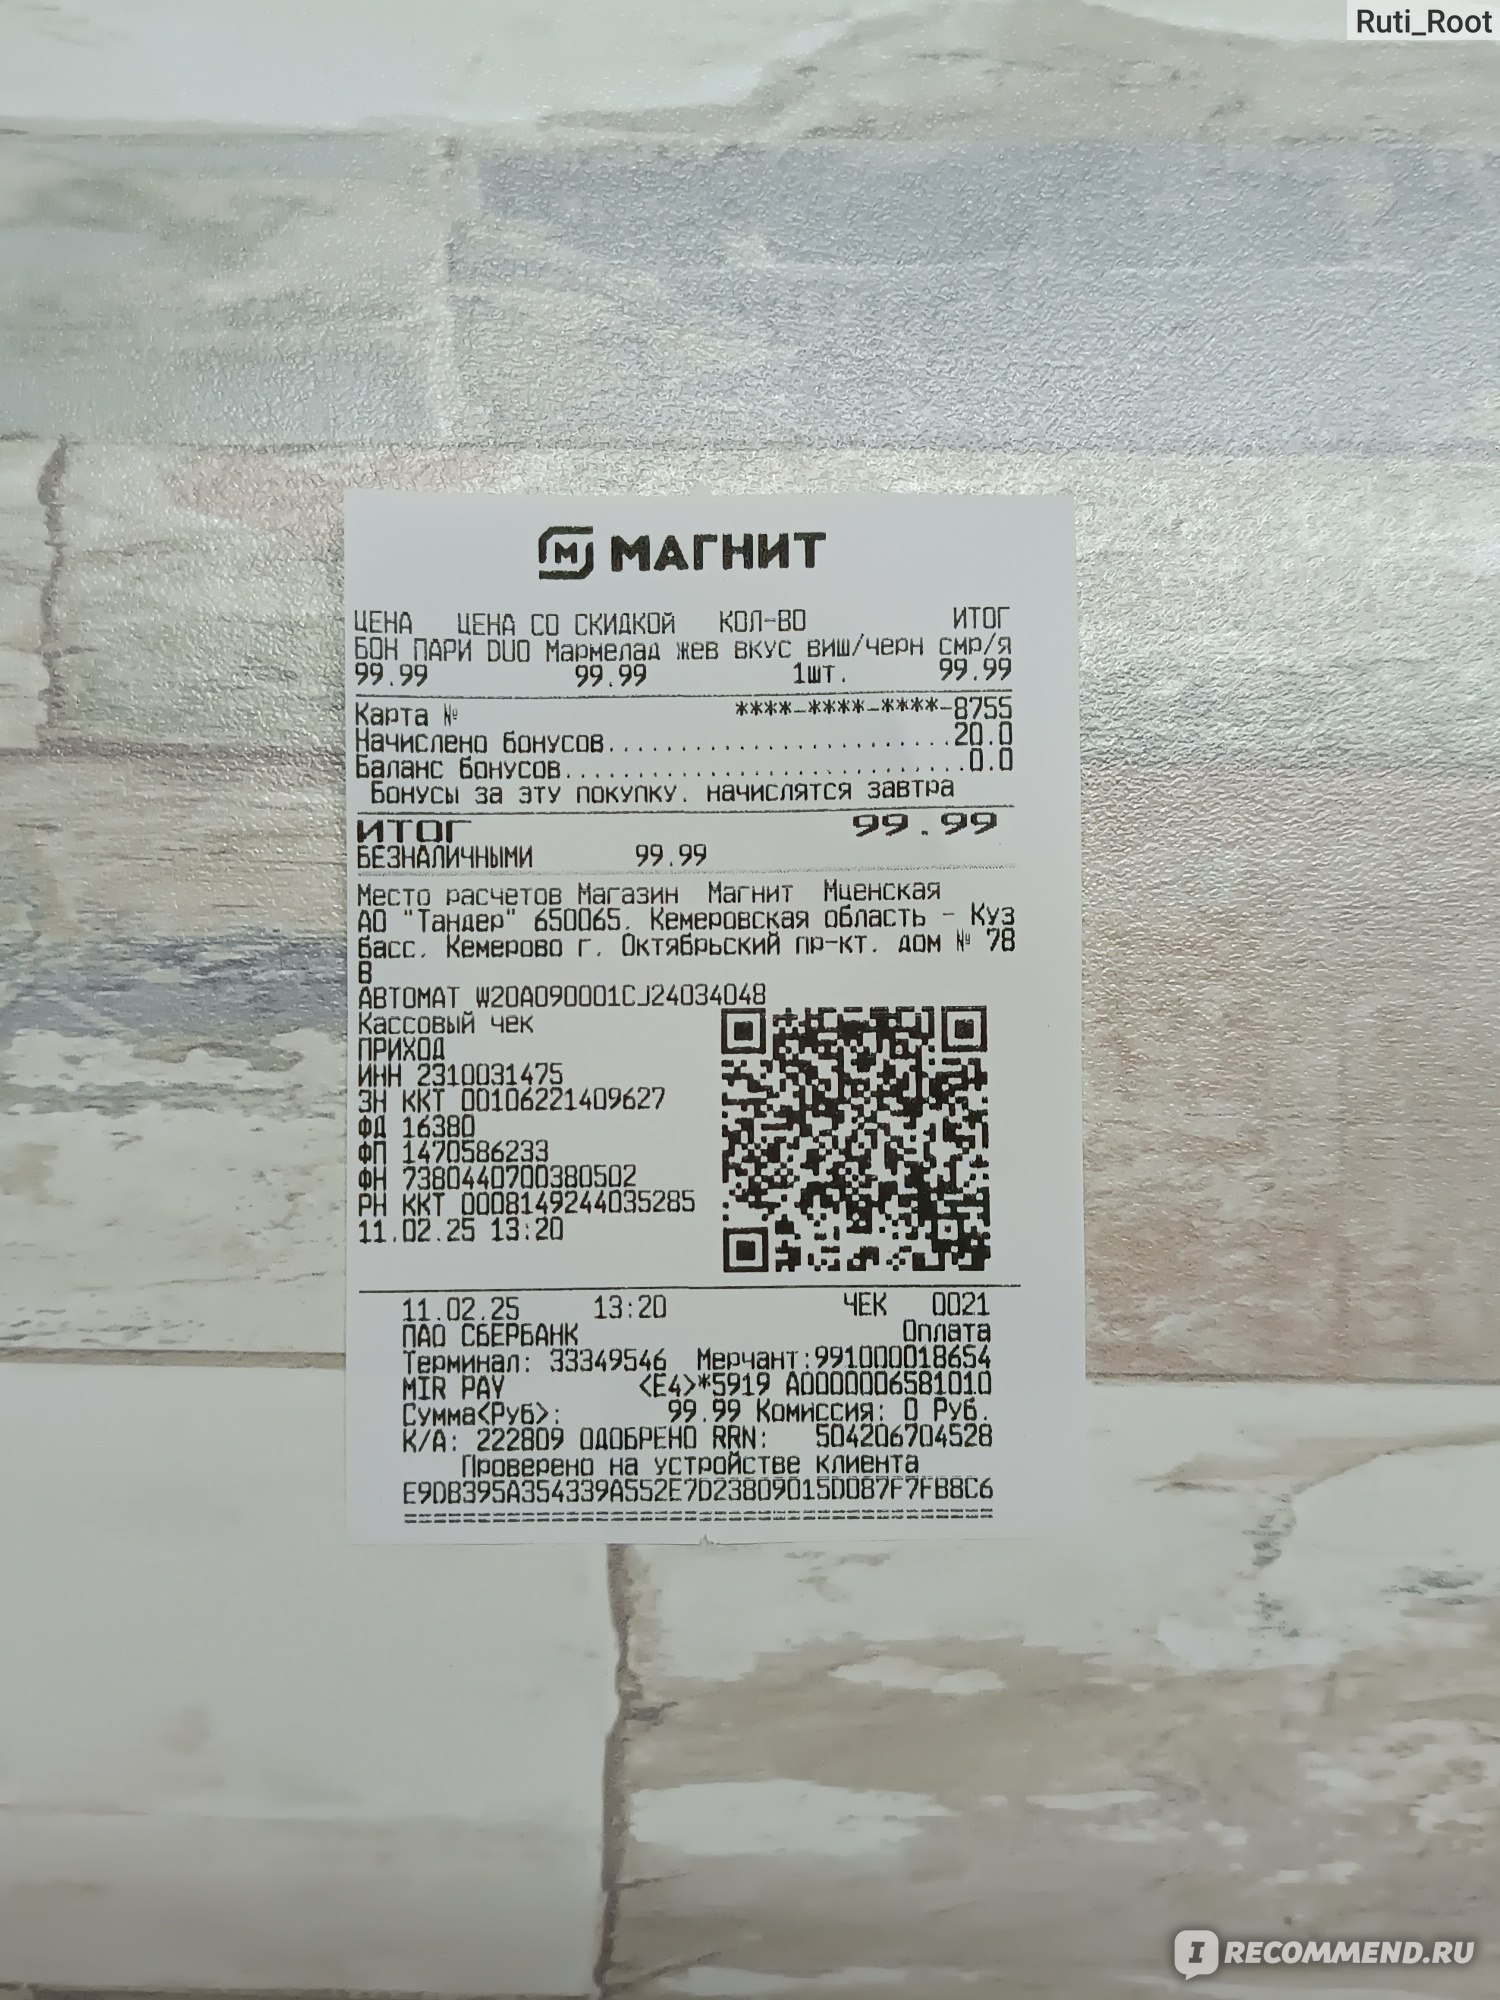 Ruti_Root
МАГНИТ
ЦЕНА ЦЕНА СО СКИДКОЙ КОЛ-ВО ИТОГ
БОН ПАРИ DUO Мармелад жев вкус виш/черн смр/я
99.99 99.99 1шт. 99.99
Карта № ****-****-****-8755
Начислено бонусов........................20.0
Баланс бонусов............................0.0
Бонусы за эту покупку. начислятся завтра
ИТОГ 99.99
БЕЗНАЛИЧНЫМИ 99.99
Место расчетов Магазин Магнит Мценская
АО "Тандер" 650065, Кемеровская область - Куз
басс, Кемерово г, Октябрьский пр-кт. дом № 78
В
АВТОМАТ W20A090001CJ24034048
Кассовый чек
ПРИХОД
ИНН 2310031475
ЗН ККТ 00106221409627
ФД 16380
ФП 1470586233
ФН 7380440700380502
РН ККТ 0008149244035285
11.02.25 13:20
11.02.25 13:20 ЧЕК 0021
ПАО СБЕРБАНК Оплата
Терминал: 33349546 Мерчант:991000018654
MIR PAY <E4>*5919 A0000006581010
Сумма<Руб>: 99.99 Комиссия: 0 Руб.
К/А: 222809 ОДОБРЕНО RRN: 504206704528
Проверено на устройстве клиента
E9DB395A354339A552E7D23809015D087F7FB8C6
========================================
I RECOMMEND.RU